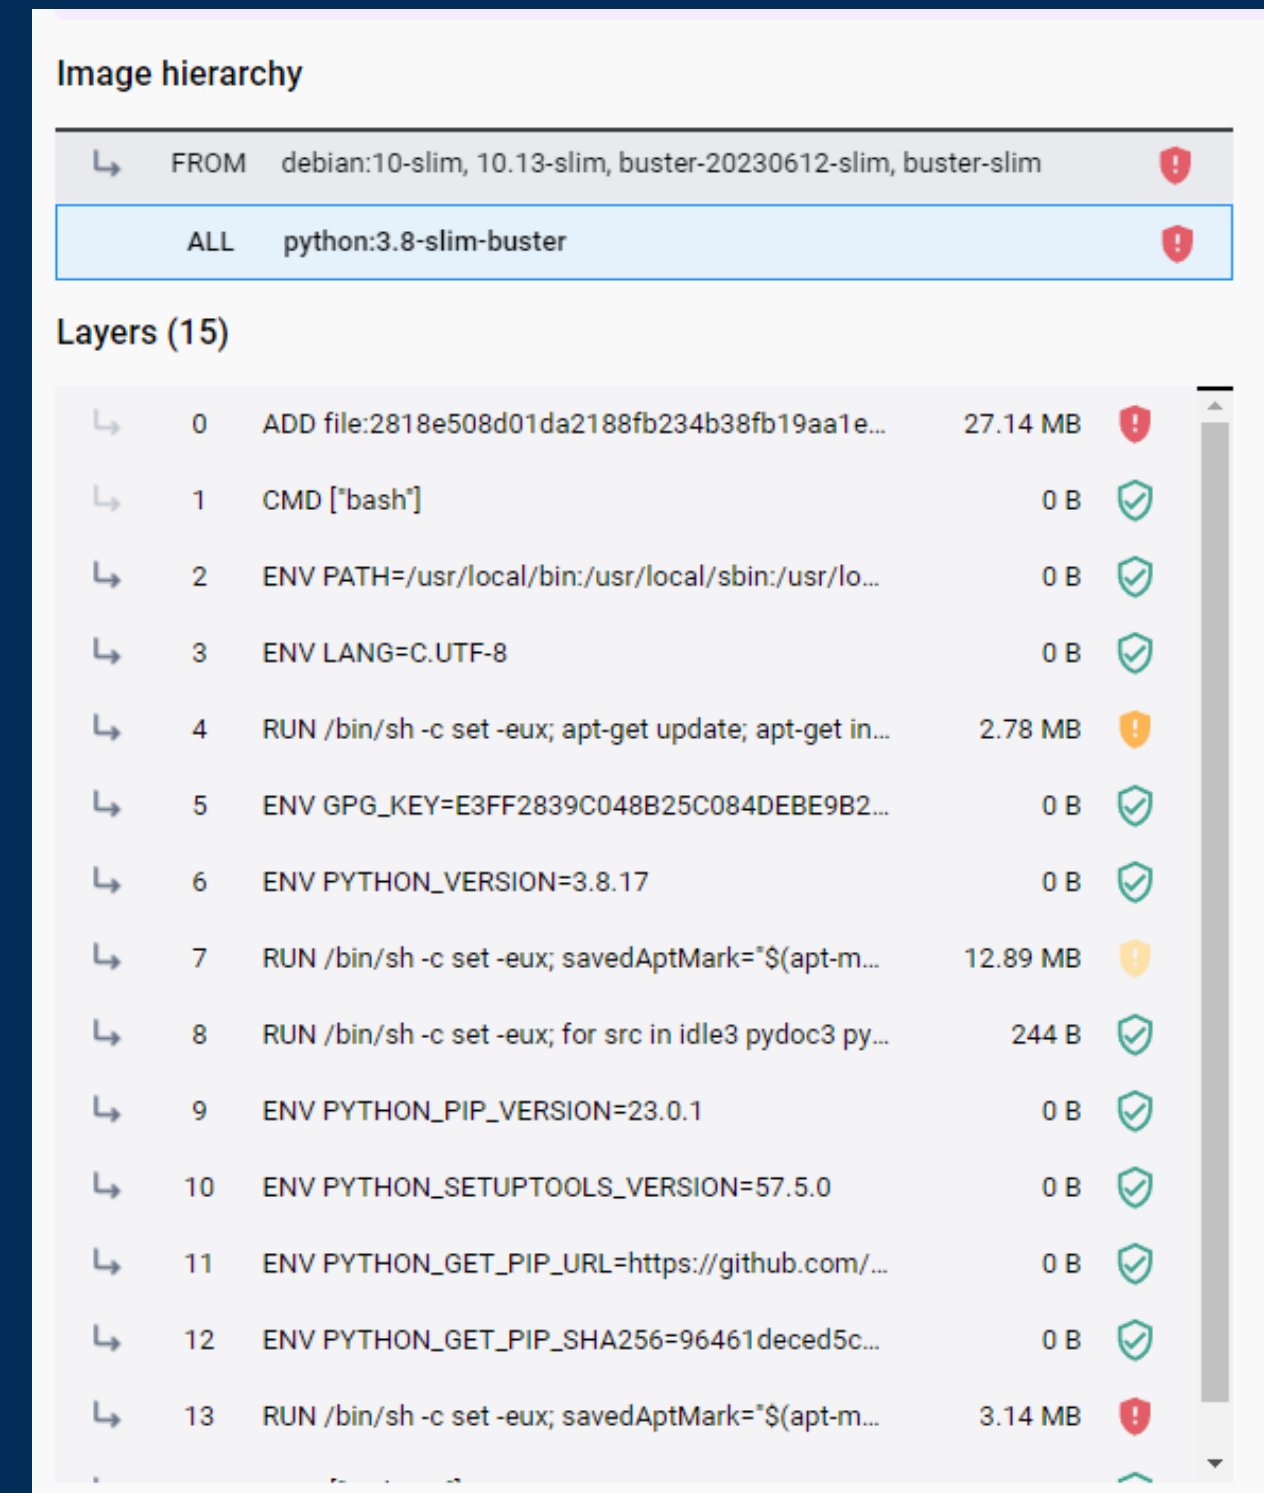 Image hierarchy
FROM debian:10-slim, 10.13-slim, buster-20230612-slim, buster-slim
ALL python:3.8-slim-buster
Layers (15)
0 ADD file:2818e508d01da2188fb234b38fb19aa1e... 27.14 MB
1 CMD ["bash"] 0 B
2 ENV PATH=/usr/local/bin:/usr/local/sbin:/usr/lo... 0 B
3 ENV LANG=C.UTF-8 0 B
4 RUN /bin/sh -c set -eux; apt-get update; apt-get in... 2.78 MB
5 ENV GPG_KEY=E3FF2839C048B25C084DEBE9B2... 0 B
6 ENV PYTHON_VERSION=3.8.17 0 B
7 RUN /bin/sh -c set -eux; savedAptMark="$(apt-m... 12.89 MB
8 RUN /bin/sh -c set -eux; for src in idle3 pydoc3 py... 244 B
9 ENV PYTHON_PIP_VERSION=23.0.1 0 B
10 ENV PYTHON_SETUPTOOLS_VERSION=57.5.0 0 B
11 ENV PYTHON_GET_PIP_URL=https://github.com/... 0 B
12 ENV PYTHON_GET_PIP_SHA256=96461deced5c... 0 B
13 RUN /bin/sh -c set -eux; savedAptMark="$(apt-m... 3.14 MB